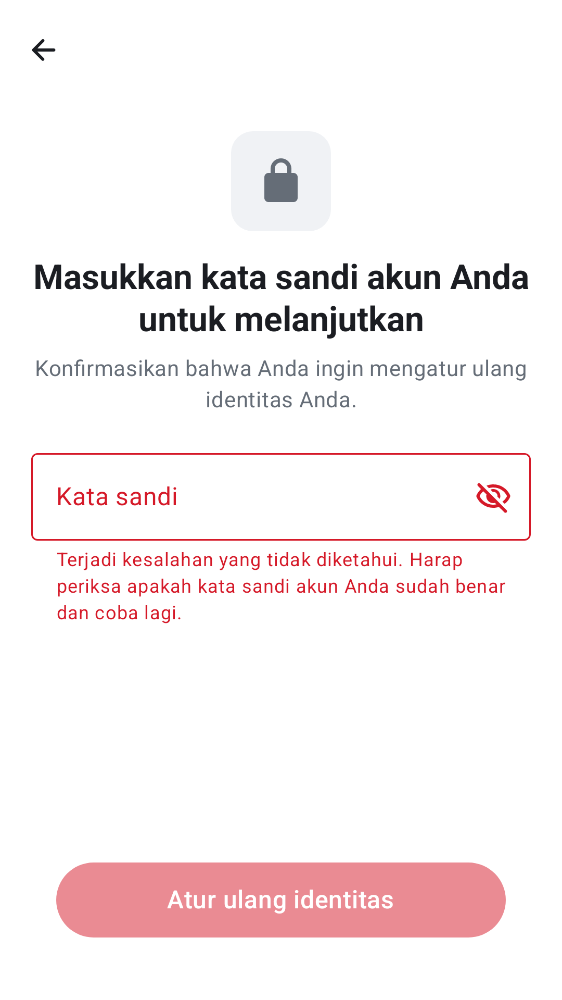 Masukkan kata sandi akun Anda
untuk melanjutkan
Konfirmasikan bahwa Anda ingin mengatur ulang
identitas Anda.
Kata sandi
Terjadi kesalahan yang tidak diketahui. Harap
periksa apakah kata sandi akun Anda sudah benar
dan coba lagi.
Atur ulang identitas